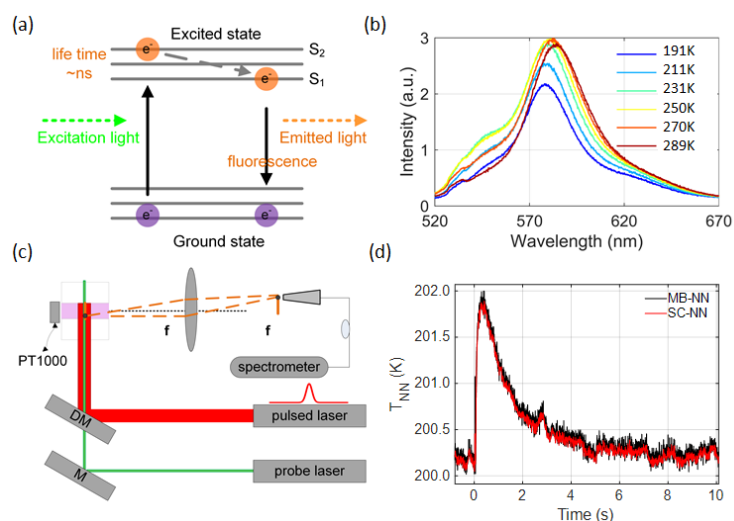 (a)
Excited state
e-
S2
life time
~ns
e-
S1
Excitation light
Emitted light
fluorescence
e-
e-
Ground state
(b)
3
2
1
0
Intensity (a.u.)
191K
211K
231K
250K
270K
289K
520
570
620
670
Wavelength (nm)
(c)
PT1000
f
f
spectrometer
pulsed laser
DM
probe laser
M
(d)
202.0
201.5
201.0
200.5
200.0
TNN (K)
MB-NN
SC-NN
0
2
4
6
8
10
Time (s)